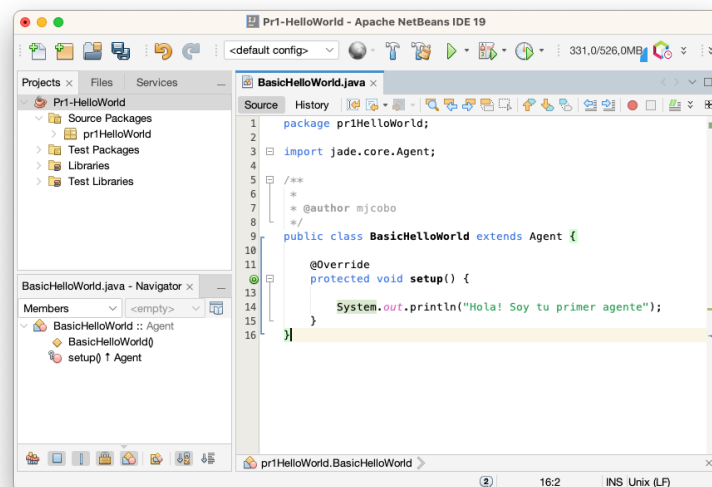 Pr1-HelloWorld - Apache NetBeans IDE 19
<default config>
331,0/526,0MB
Projects
Files
Services
Pr1-HelloWorld
Source Packages
pr1HelloWorld
Test Packages
Libraries
Test Libraries
BasicHelloWorld.java - Navigator
Members
<empty>
BasicHelloWorld :: Agent
BasicHelloWorld()
setup() ↑ Agent
BasicHelloWorld.java
Source
History
1 package pr1HelloWorld;
2
3 import jade.core.Agent;
4
5 /**
6 *
7 * @author mjcobo
8 */
9 public class BasicHelloWorld extends Agent {
10
11 @Override
protected void setup() {
13
14 System.out.println("Hola! Soy tu primer agente");
15 }
16 }
pr1HelloWorld.BasicHelloWorld
2
16:2
INS Unix (LF)